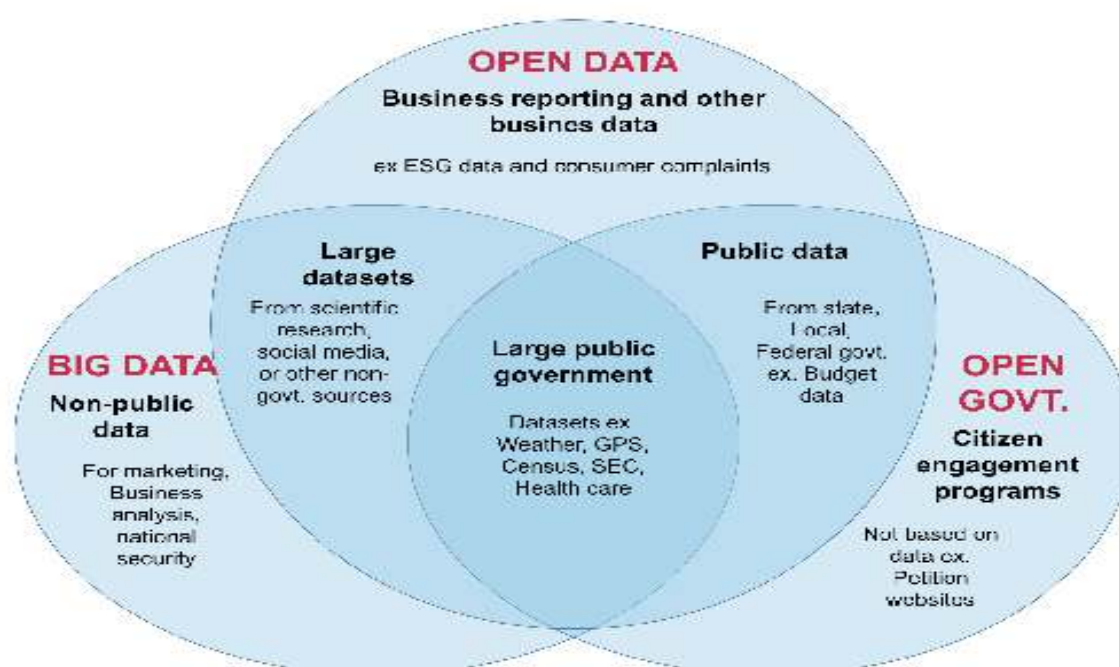 OPEN DATA
Business reporting and other
busines data
ex ESG data and consumer complaints
Large
datasets
From scientific
research,
social media,
or other non-
govt. sources
Public data
From state,
Local,
Federal govt.
ex. Budget
data
BIG DATA
Non-public
data
For marketing,
Business
analysis,
national
security
Large public
government
Datasets ex
Weather, GPS,
Census, SEC,
Health care
OPEN
GOVT.
Citizen
engagement
programs
Not based on
data ex.
Petition
websites